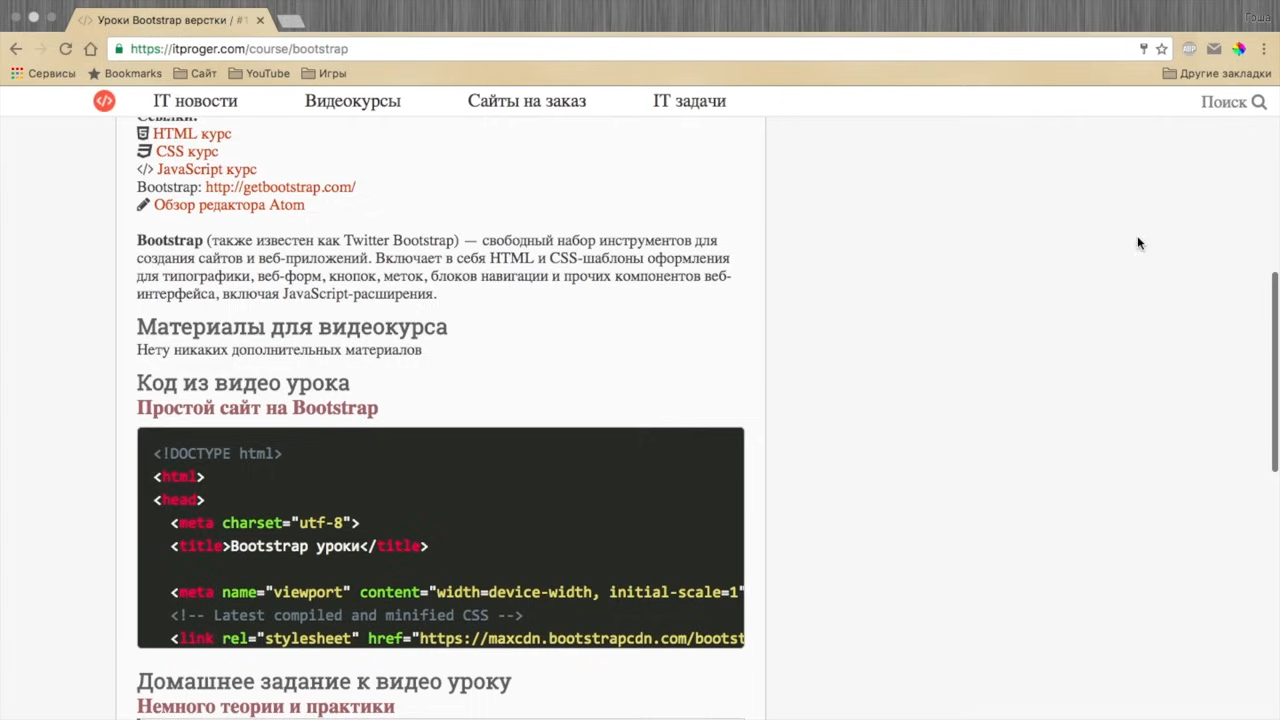 Уроки Bootstrap верстки / #1
Гоша
https://itproger.com/course/bootstrap
ABP
Сервисы
Bookmarks
Сайт
YouTube
Игры
Другие закладки
IT новости
Видеокурсы
Сайты на заказ
IT задачи
Поиск
Ссылки:
HTML курс
CSS курс
</> JavaScript курс
Bootstrap: http://getbootstrap.com/
Обзор редактора Atom
Bootstrap (также известен как Twitter Bootstrap) — свободный набор инструментов для
создания сайтов и веб-приложений. Включает в себя HTML и CSS-шаблоны оформления
для типографики, веб-форм, кнопок, меток, блоков навигации и прочих компонентов веб-
интерфейса, включая JavaScript-расширения.
Материалы для видеокурса
Нету никаких дополнительных материалов
Код из видео урока
Простой сайт на Bootstrap
<!DOCTYPE html>
<html>
<head>
<meta charset="utf-8">
<title>Bootstrap уроки</title>
<meta name="viewport" content="width=device-width, initial-scale=1"
<!-- Latest compiled and minified CSS -->
<link rel="stylesheet" href="https://maxcdn.bootstrapcdn.com/bootst
Домашнее задание к видео уроку
Немного теории и практики